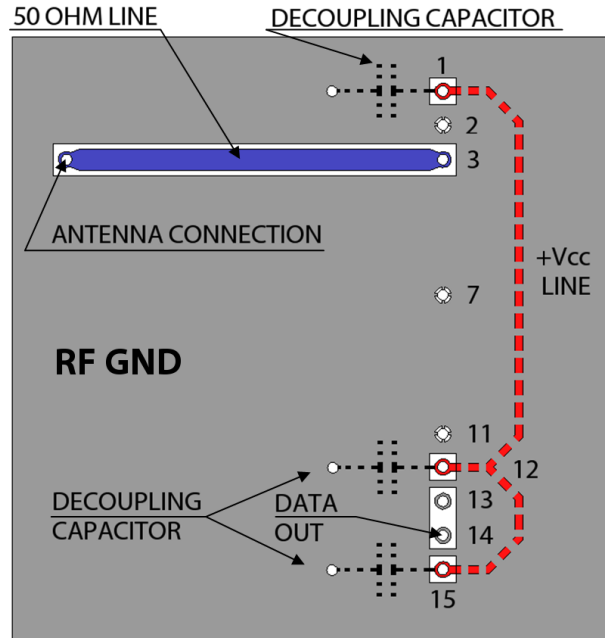 50 OHM LINE
DECOUPLING CAPACITOR
1
2
3
ANTENNA CONNECTION
+Vcc
LINE
7
RF GND
11
12
DECOUPLING
CAPACITOR
DATA
OUT
13
14
15